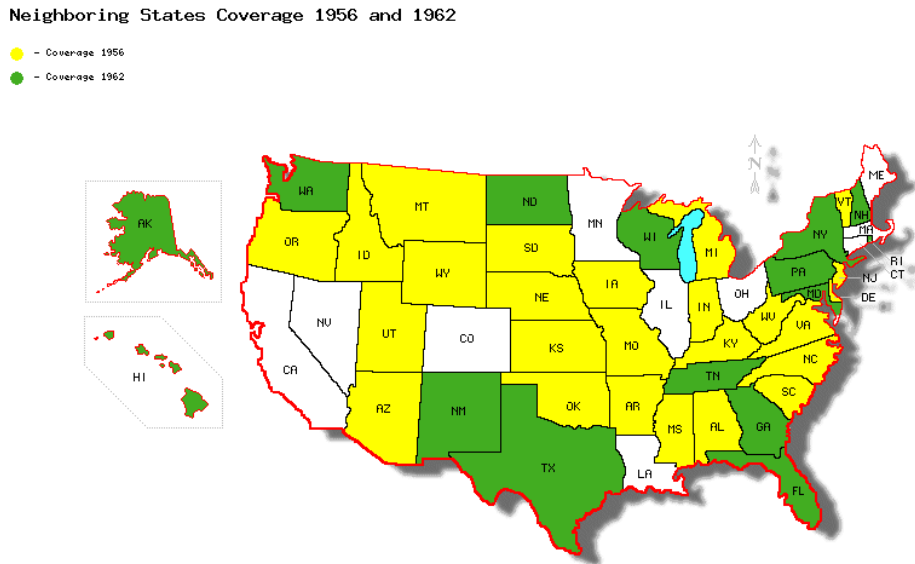 Neighboring States Coverage 1956 and 1962
- Coverage 1956
- Coverage 1962
N
N
ME
WA
AK
MT
ND
MN
VT
NH
MA
NY
WI
OR
ID
SD
MI
RI
CT
WY
PA
NJ
IA
OH
MD
DE
NE
IL
IN
NV
WV
VA
UT
CO
KY
KS
MO
NC
CA
HI
TN
AZ
NM
OK
AR
SC
MS
AL
GA
TX
LA
FL